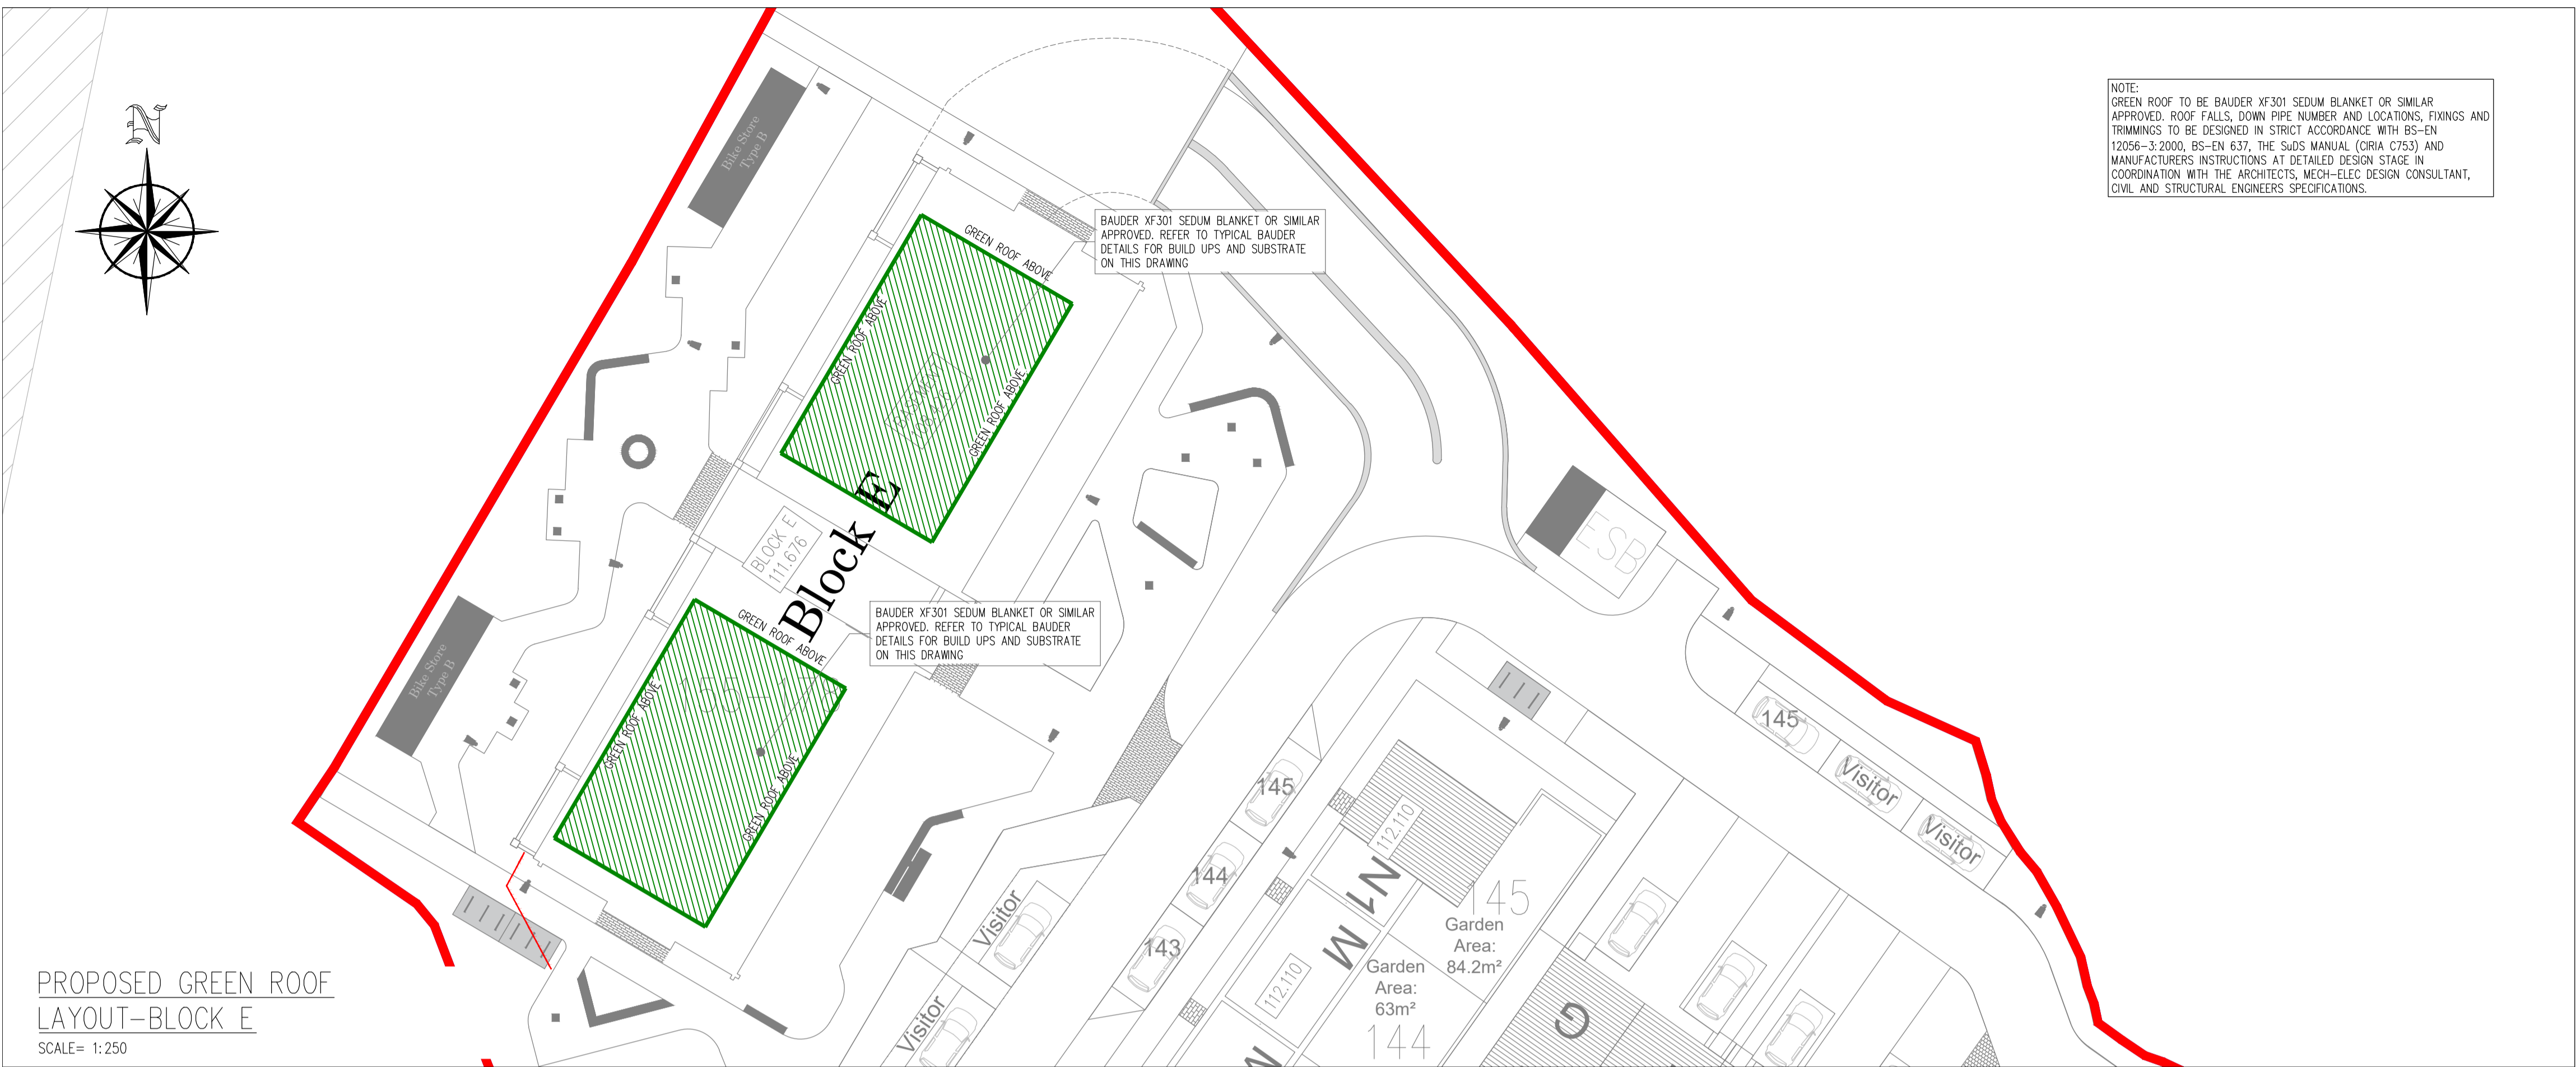 N
NOTE:
GREEN ROOF TO BE BAUDER XF301 SEDUM BLANKET OR SIMILAR
APPROVED. ROOF FALLS, DOWN PIPE NUMBER AND LOCATIONS, FIXINGS AND
TRIMMINGS TO BE DESIGNED IN STRICT ACCORDANCE WITH BS-EN
12056-3:2000, BS-EN 637, THE SuDS MANUAL (CIRIA C753) AND
MANUFACTURERS INSTRUCTIONS AT DETAILED DESIGN STAGE IN
COORDINATION WITH THE ARCHITECTS, MECH-ELEC DESIGN CONSULTANT,
CIVIL AND STRUCTURAL ENGINEERS SPECIFICATIONS.
Bike Store
Type B
BAUDER XF301 SEDUM BLANKET OR SIMILAR
APPROVED. REFER TO TYPICAL BAUDER
DETAILS FOR BUILD UPS AND SUBSTRATE
ON THIS DRAWING
GREEN ROOF ABOVE
GREEN ROOF ABOVE
GREEN ROOF ABOVE
BASEMENT
108.426
Block E
BLOCK E
111.676
ESB
BAUDER XF301 SEDUM BLANKET OR SIMILAR
APPROVED. REFER TO TYPICAL BAUDER
DETAILS FOR BUILD UPS AND SUBSTRATE
ON THIS DRAWING
GREEN ROOF ABOVE
GREEN ROOF ABOVE
GREEN ROOF ABOVE
Bike Store
Type B
145
Visitor
Visitor
145
144
143
Visitor
Visitor
112.110
N1
M
112.110
M
145
Garden
Area:
84.2m²
Garden
Area:
63m²
144
G
PROPOSED GREEN ROOF
LAYOUT-BLOCK E
SCALE= 1:250